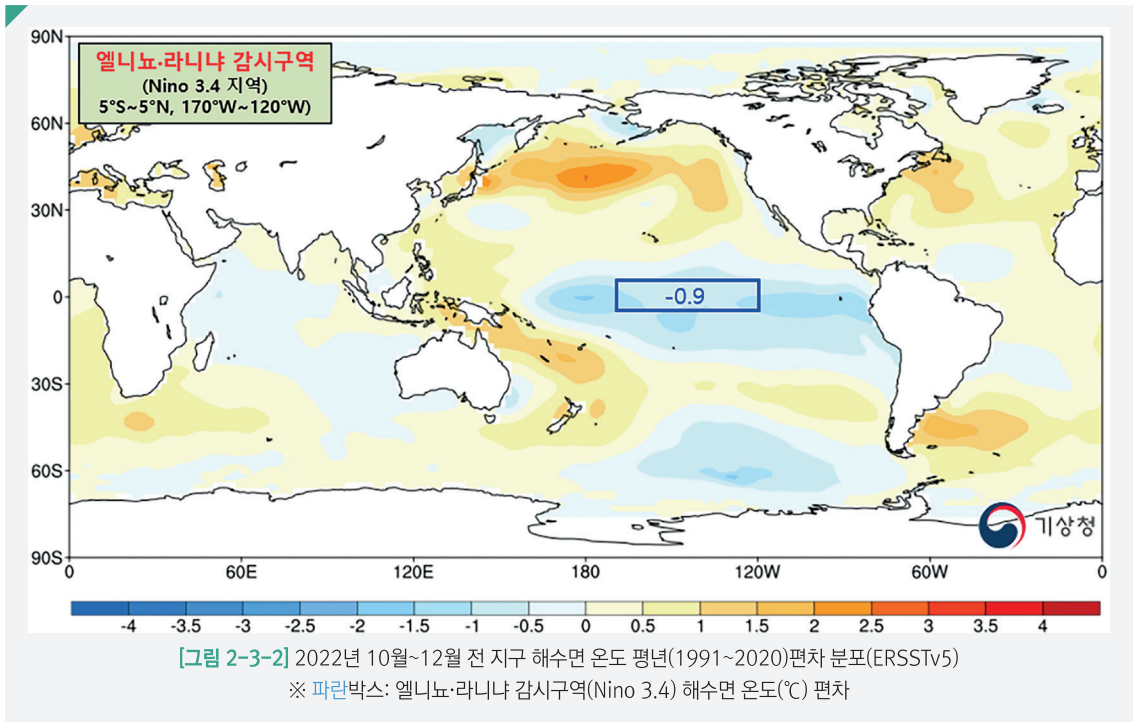 엘니뇨·라니냐 감시구역
(Nino 3.4 지역)
5°S~5°N, 170°W~120°W)
90N
60N
30N
0
30S
60S
90S
-0.9
기상청
0 60E 120E 180 120W 60W 0
-4 -3.5 -3 -2.5 -2 -1.5 -1 -0.5 0 0.5 1 1.5 2 2.5 3 3.5 4
[그림 2-3-2] 2022년 10월~12월 전 지구 해수면 온도 평년(1991~2020)편차 분포(ERSSTv5)
※ 파란박스: 엘니뇨·라니냐 감시구역(Nino 3.4) 해수면 온도(℃) 편차